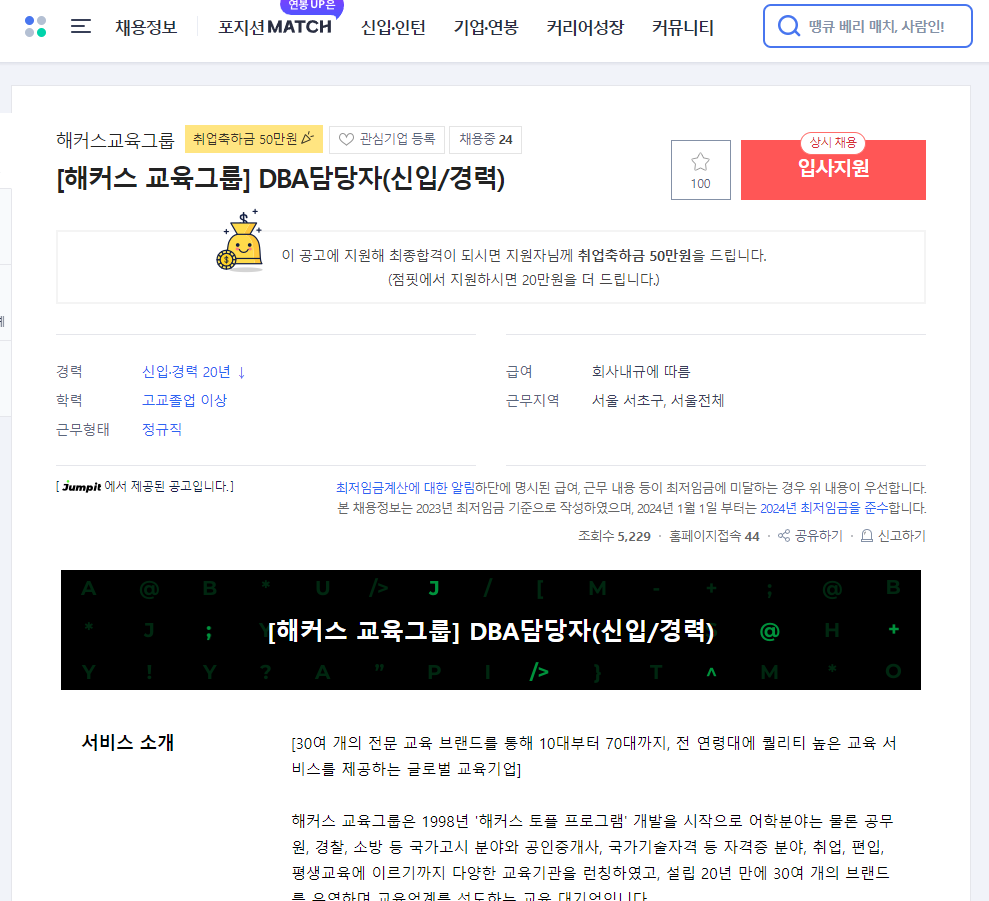 연봉 UP은
채용정보 포지션 MATCH 신입·인턴 기업·연봉 커리어성장 커뮤니티 땡큐 베리 매치, 사람인!
해커스교육그룹 취업축하금 50만원 관심기업 등록 채용중 24
[해커스 교육그룹] DBA담당자(신입/경력)
100
상시 채용
입사지원
이 공고에 지원해 최종합격이 되시면 지원자님께 취업축하금 50만원을 드립니다.
(점핏에서 지원하시면 20만원을 더 드립니다.)
경력 신입·경력 20년 ↓
학력 고교졸업 이상
근무형태 정규직
급여 회사내규에 따름
근무지역 서울 서초구, 서울전체
[ Jumpit 에서 제공된 공고입니다. ]
최저임금계산에 대한 알림하단에 명시된 급여, 근무 내용 등이 최저임금에 미달하는 경우 위 내용이 우선합니다.
본 채용정보는 2023년 최저임금 기준으로 작성하였으며, 2024년 1월 1일 부터는 2024년 최저임금을 준수합니다.
조회수 5,229 · 홈페이지접속 44 · 공유하기 · 신고하기
A @ B * U /> J / [ M - + ; @ B
* J ; Y [해커스 교육그룹] DBA담당자(신입/경력) @ H +
Y ! Y ? A " P I /> } T ^ M * O
서비스 소개
[30여 개의 전문 교육 브랜드를 통해 10대부터 70대까지, 전 연령대에 퀄리티 높은 교육 서
비스를 제공하는 글로벌 교육기업]
해커스 교육그룹은 1998년 '해커스 토플 프로그램' 개발을 시작으로 어학분야는 물론 공무
원, 경찰, 소방 등 국가고시 분야와 공인중개사, 국가기술자격 등 자격증 분야, 취업, 편입,
평생교육에 이르기까지 다양한 교육기관을 런칭하였고, 설립 20년 만에 30여 개의 브랜드
를 운영하며 교육업계를 선도하는 교육 대기업입니다.